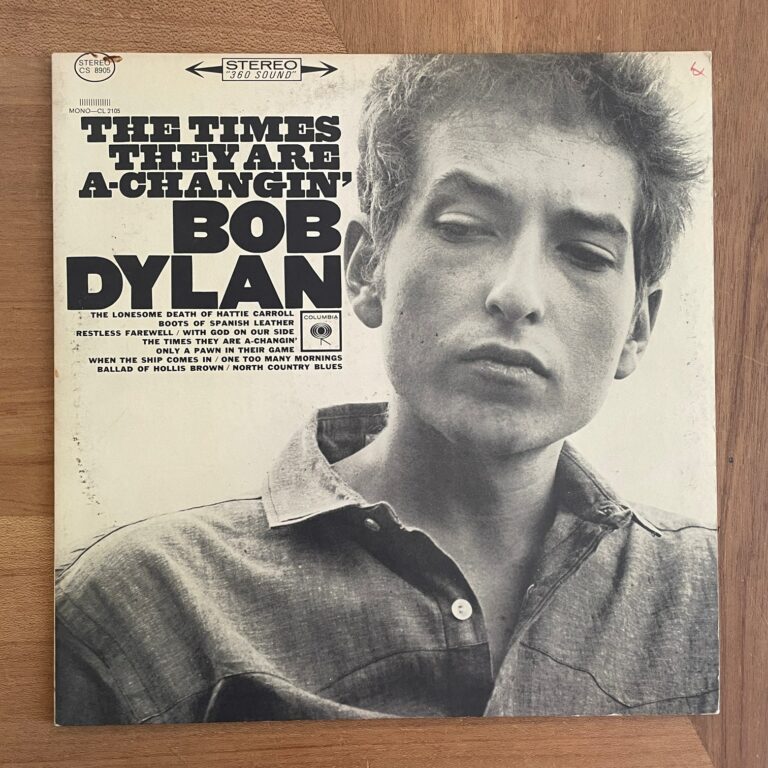 STEREO
CS 8905
STEREO
"360 SOUND"
MONO—CL 2105
THE TIMES
THEY ARE
A-CHANGIN'
BOB
DYLAN
THE LONESOME DEATH OF HATTIE CARROLL
BOOTS OF SPANISH LEATHER
RESTLESS FAREWELL / WITH GOD ON OUR SIDE
THE TIMES THEY ARE A-CHANGIN'
ONLY A PAWN IN THEIR GAME
WHEN THE SHIP COMES IN / ONE TOO MANY MORNINGS
BALLAD OF HOLLIS BROWN / NORTH COUNTRY BLUES
COLUMBIA